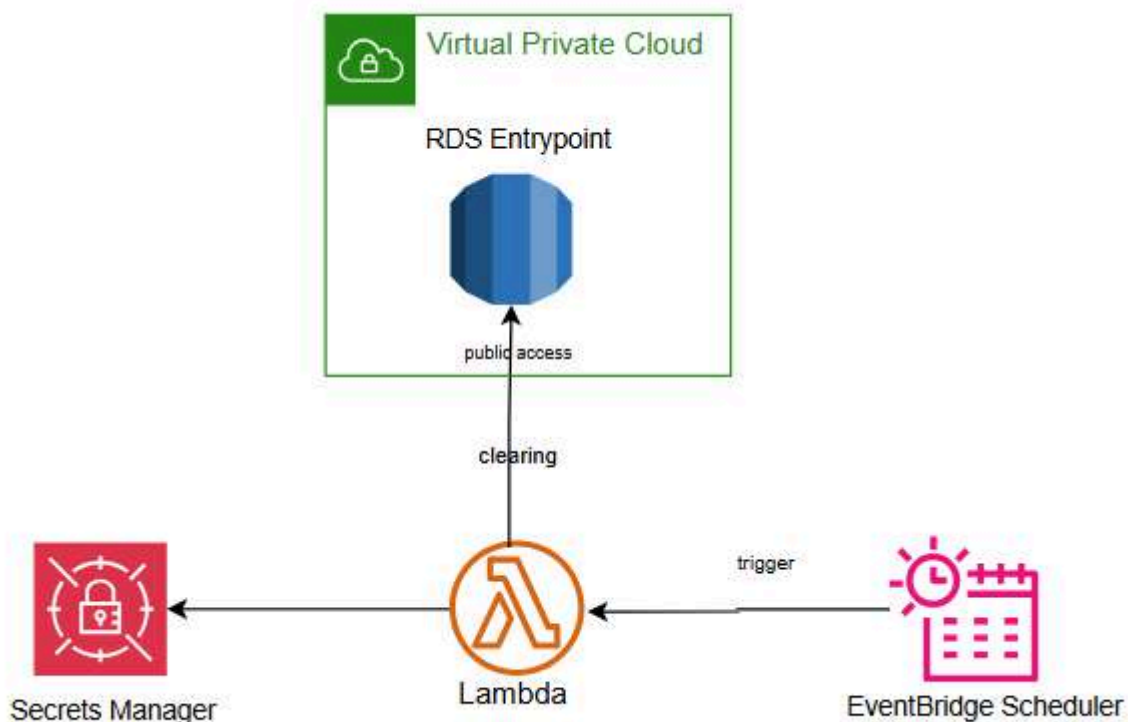 Virtual Private Cloud
RDS Entrypoint
public access
clearing
trigger
Secrets Manager
Lambda
EventBridge Scheduler